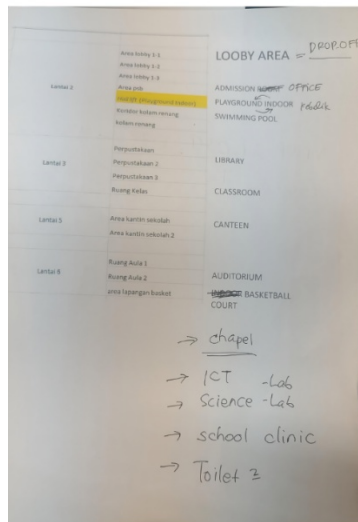 Area lobby 1-1
LOOBY AREA = DROP.OFF
Area lobby 1-2
Area lobby 1-3
Lantai 2
Area psb
ADMISSION OFFICE
(Playground indoor)
PLAYGROUND INDOOR
Koridor kolam renang
SWIMMING POOL
kolam renang
Perpustakaan
LIBRARY
Lantai 3
Perpustakaan 2
Perpustakaan 3
Ruang Kelas
CLASSROOM
Lantai 5
Area kantin sekolah
CANTEEN
Area kantin sekolah 2
Ruang Aula 1
Lantai 8
Ruang Aula 2
AUDITORIUM
area lapangan basket
BASKETBALL
COURT
→ chapel
→ ICT -Lab
→ Science -Lab
→ school clinic
→ Toilet 2